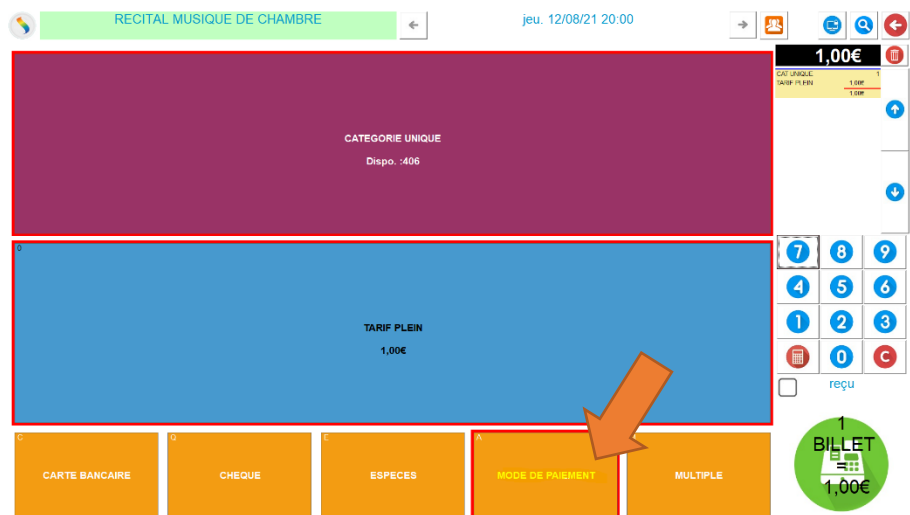 RECITAL MUSIQUE DE CHAMBRE
jeu. 12/08/21 20:00
1,00€
CAT UNIQUE 1
TARIF PLEIN 1.00€
1.00€
CATEGORIE UNIQUE
Dispo. :406
0
TARIF PLEIN
1,00€
7 8 9
4 5 6
1 2 3
0 C
reçu
C
CARTE BANCAIRE
Q
CHEQUE
E
ESPECES
A
MODE DE PAIEMENT
MULTIPLE
1
BILLET
=
1,00€